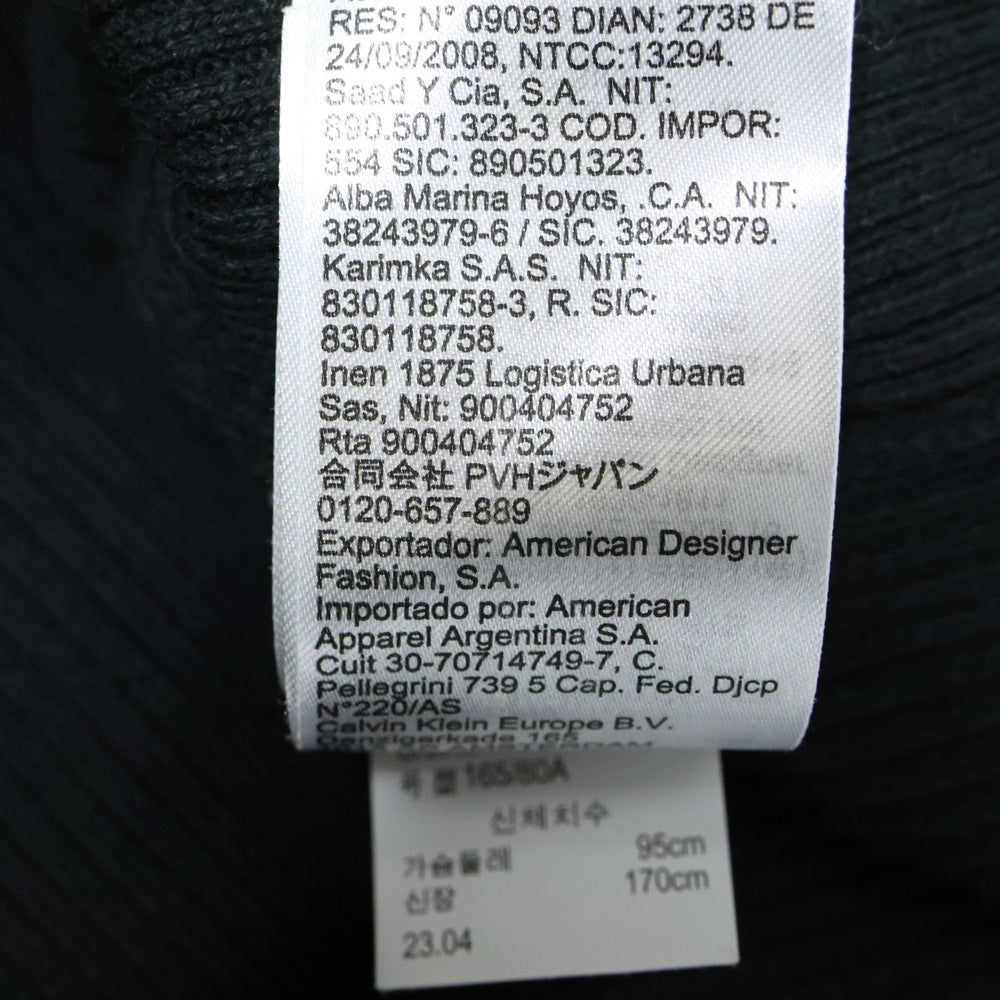 RES: N° 09093 DIAN: 2738 DE
24/09/2008, NTCC:13294.
Saad Y Cia, S.A. NIT:
890.501.323-3 COD. IMPOR:
554 SIC: 890501323.
Alba Marina Hoyos, .C.A. NIT:
38243979-6 / SIC. 38243979.
Karimka S.A.S. NIT:
830118758-3, R. SIC:
830118758.
Inen 1875 Logistica Urbana
Sas, Nit: 900404752
Rta 900404752
合同会社 PVHジャパン
0120-657-889
Exportador: American Designer
Fashion, S.A.
Importado por: American
Apparel Argentina S.A.
Cuit 30-70714749-7, C.
Pellegrini 739 5 Cap. Fed. Djcp
N°220/AS
Calvin Klein Europe B.V.
Danzigerkade 165
号型 165/80A
신체치수
가슴둘레 95cm
신장 170cm
23.04